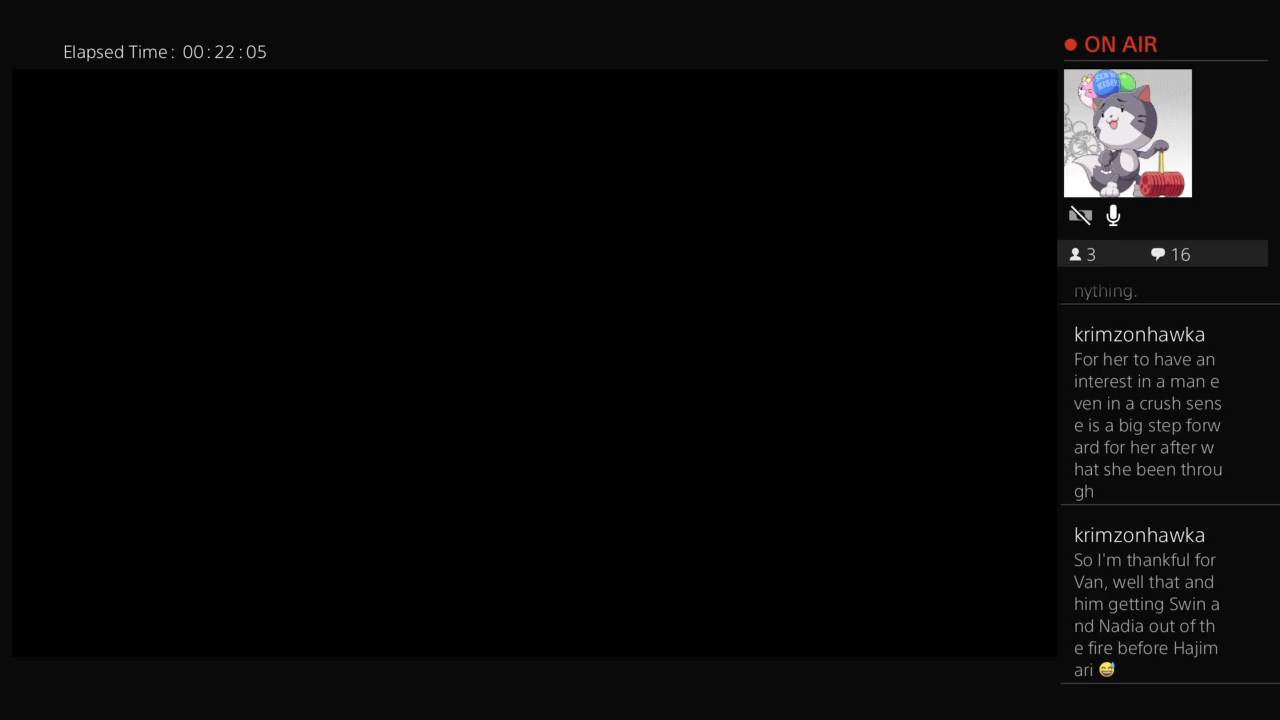 Elapsed Time: 00:22:05
ON AIR
3
16
nything.
krimzonhawka
For her to have an
interest in a man e
ven in a crush sens
e is a big step forw
ard for her after w
hat she been throu
gh
krimzonhawka
So I'm thankful for
Van, well that and
him getting Swin a
nd Nadia out of th
e fire before Hajim
ari 😅